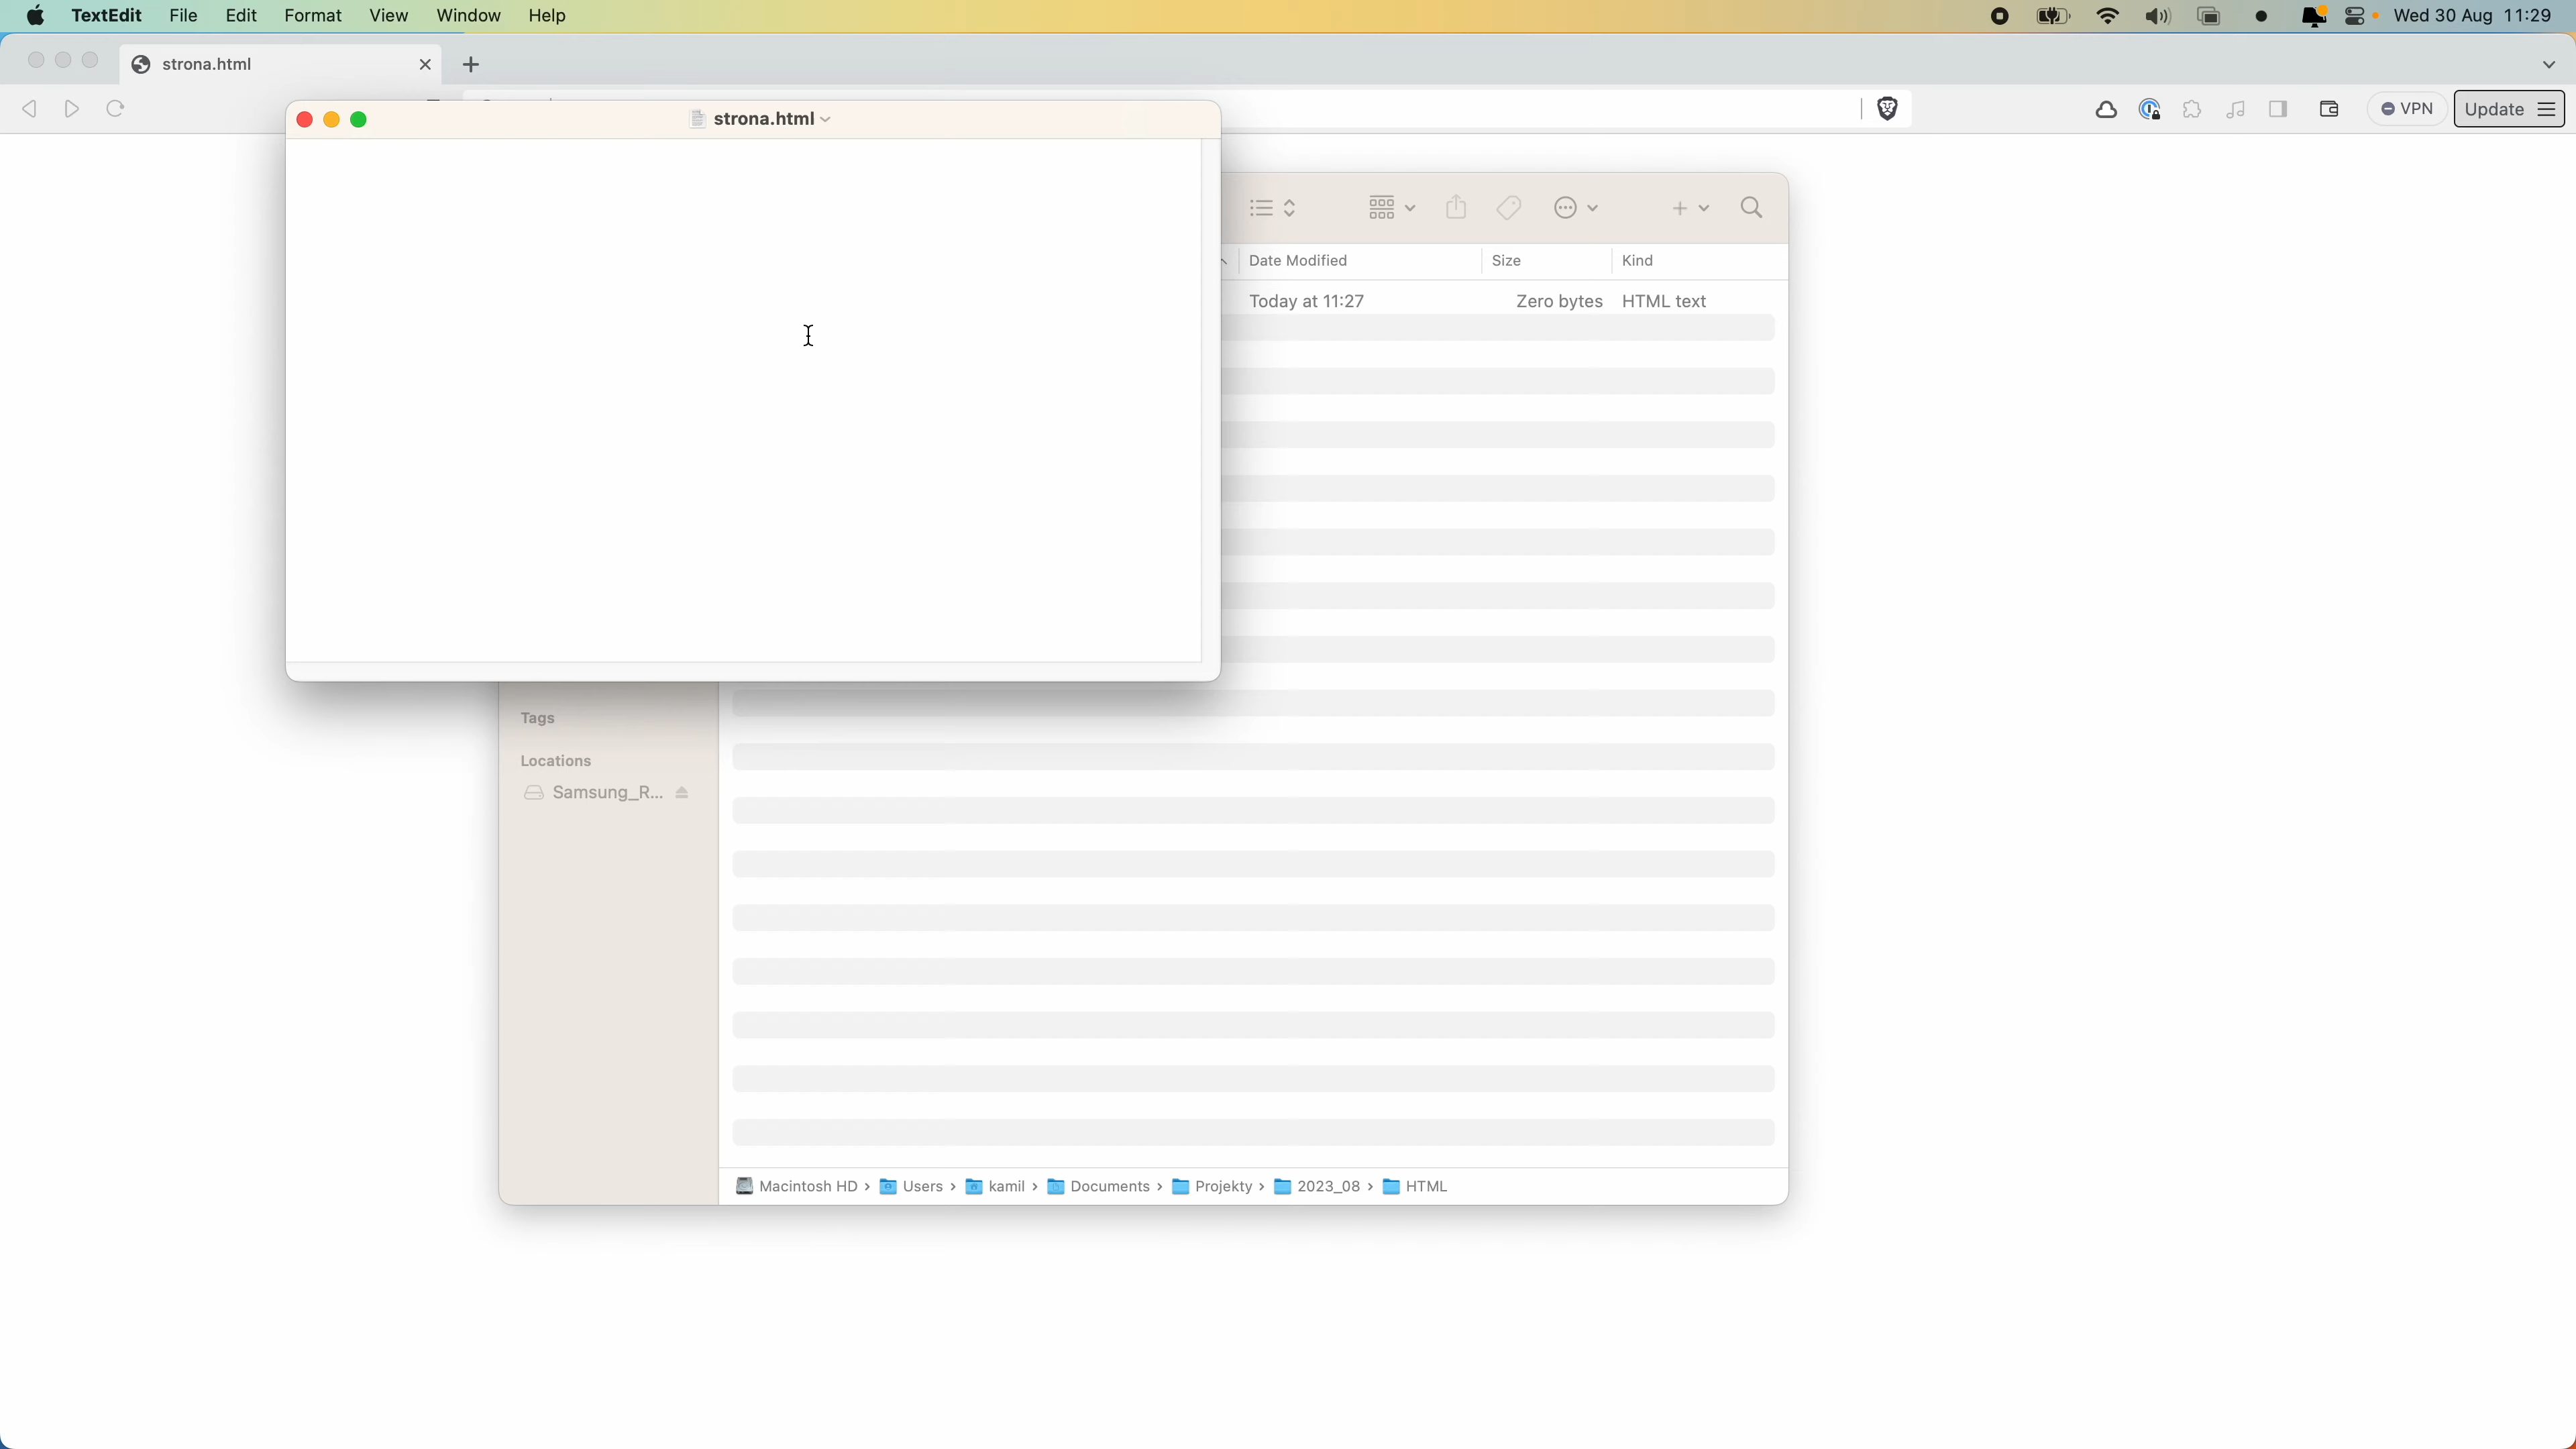 TextEdit File Edit Format View Window Help Wed 30 Aug 11:29
strona.html
VPN Update
strona.html
Date Modified Size Kind
Today at 11:27 Zero bytes HTML text
Tags
Locations
Samsung_R...
Macintosh HD › Users › kamil › Documents › Projekty › 2023_08 › HTML